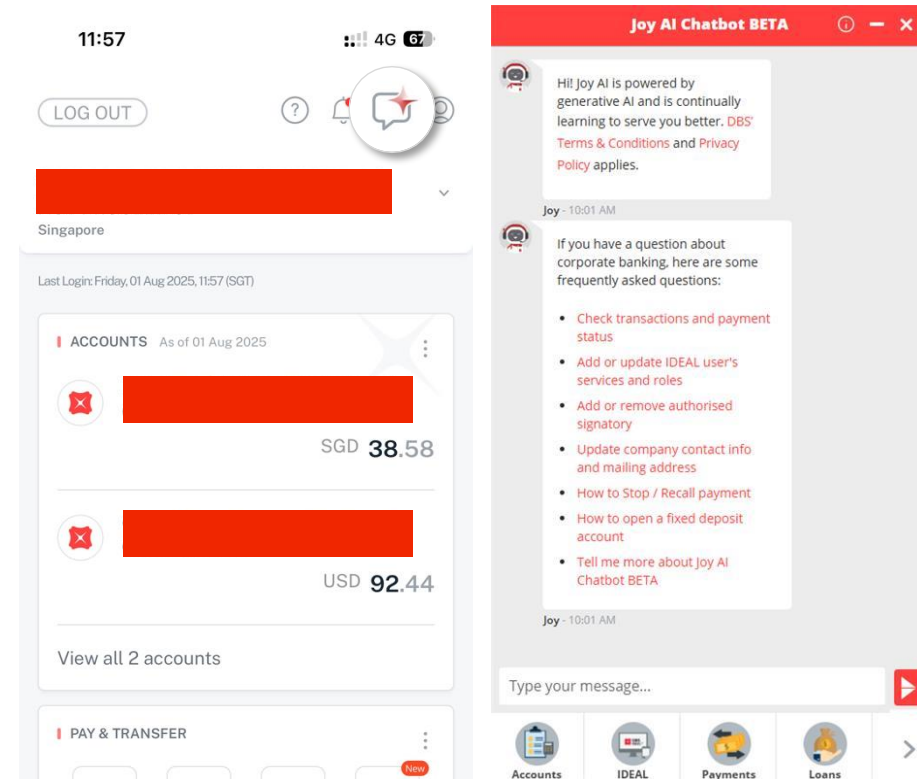 11:57
4G 67
LOG OUT
Singapore
Last Login: Friday, 01 Aug 2025, 11:57 (SGT)
ACCOUNTS As of 01 Aug 2025
SGD 38.58
USD 92.44
View all 2 accounts
PAY & TRANSFER
New
Joy AI Chatbot BETA
Hi! Joy AI is powered by
generative AI and is continually
learning to serve you better. DBS'
Terms & Conditions and Privacy
Policy applies.
Joy - 10:01 AM
If you have a question about
corporate banking, here are some
frequently asked questions:
• Check transactions and payment
status
• Add or update IDEAL user's
services and roles
• Add or remove authorised
signatory
• Update company contact info
and mailing address
• How to Stop / Recall payment
• How to open a fixed deposit
account
• Tell me more about Joy AI
Chatbot BETA
Joy - 10:01 AM
Type your message...
Accounts IDEAL Payments Loans